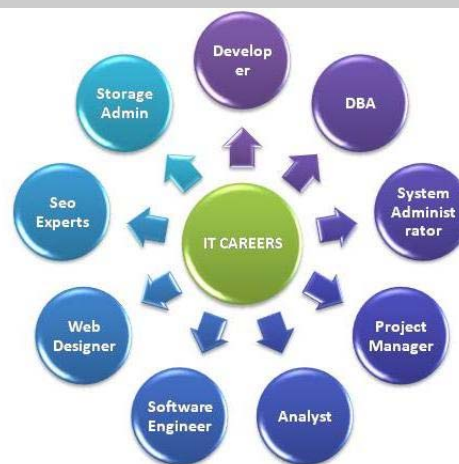 Develop
er
DBA
System
Administ
rator
Project
Manager
Analyst
Software
Engineer
Web
Designer
Seo
Experts
Storage
Admin
IT CAREERS